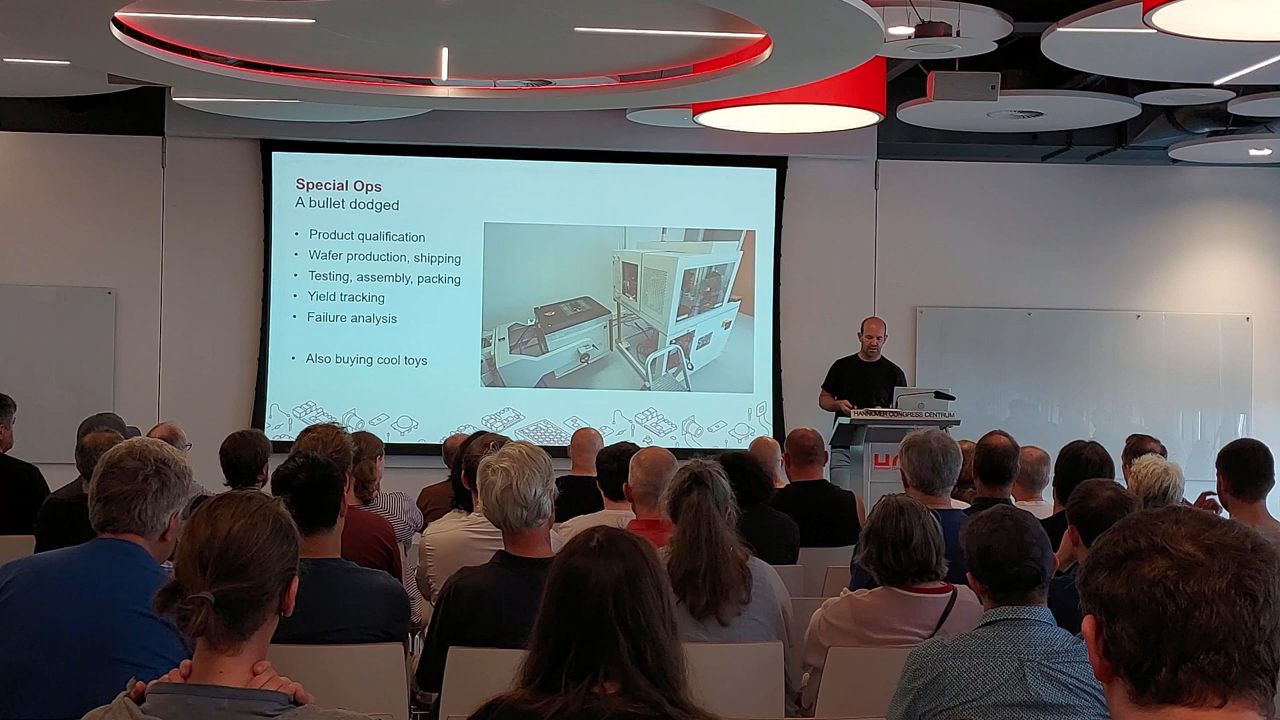 Special Ops
A bullet dodged
• Product qualification
• Wafer production, shipping
• Testing, assembly, packing
• Yield tracking
• Failure analysis
• Also buying cool toys
HANNOVER CONGRESS CENTRUM